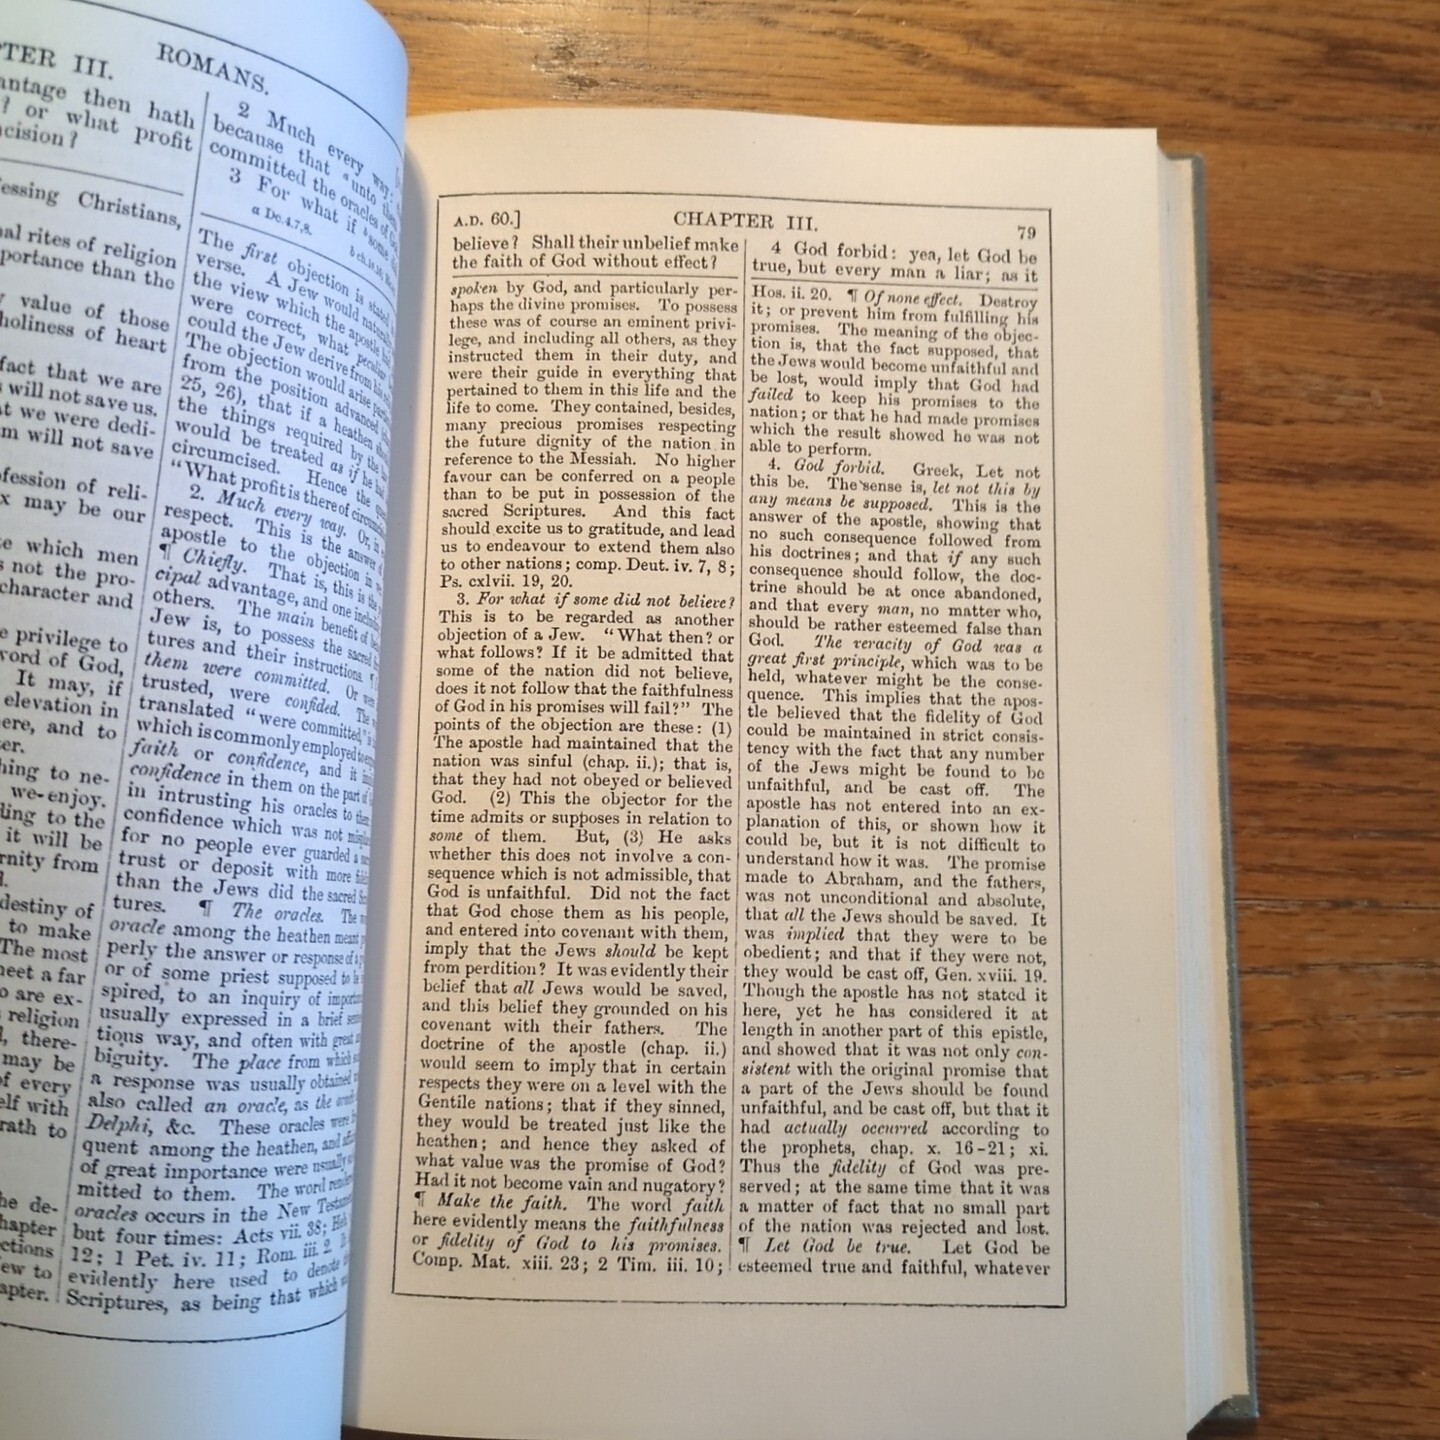 TER III.
ROMANS.
antage then hath
? or what profit
cision?
essing Christians,
al rites of religion
portance than the
value of those
holiness of heart
fact that we are
will not save us.
t we were dedi-
m will not save
fession of reli-
x may be our
e which men
s not the pro-
character and
e privilege to
word of God,
It may, if
elevation in
ere, and to
er.
hing to ne-
we-enjoy.
ding to the
it will be
rnity from
destiny of
to make
The most
meet a far
o are ex-
religion
, there-
may be
of every
elf with
rath to
he de-
hapter
ctions
ew to
apter.
2 Much every way:
because that a unto them
committed the oracles of
3 For what if b some
a De.4.7,8.
The first objection is stated
verse. A Jew would
the view which the apostle had
were correct, what
could the Jew derive from his
The objection would arise
from the position advanced
25, 26), that if a heathen
the things required by the
would be treated as if he had
circumcised. Hence the
"What profit is there of
2. Much every way. Or, in
respect. This is the answer of
apostle to the objection in
¶ Chiefly. That is, this is the
cipal advantage, and one
others. The main benefit of
Jew is, to possess the sacred
tures and their instructions. ¶
them were committed. Or were
trusted, were confided. The
translated "were committed,"
which is commonly employed to
faith or confidence, and it
confidence in them on the part of
in intrusting his oracles to them
confidence which was not
for no people ever guarded a
trust or deposit with more
than the Jews did the sacred
tures. ¶ The oracles. The
oracle among the heathen meant
perly the answer or response of
or of some priest supposed to be
spired, to an inquiry of
usually expressed in a brief
tious way, and often with great
biguity. The place from which
a response was usually obtained
also called an oracle, as the
Delphi, &c. These oracles were
quent among the heathen, and
of great importance were usually
mitted to them. The word
oracles occurs in the New
but four times: Acts vii. 38;
12; 1 Pet. iv. 11; Rom. iii. 2.
evidently here used to denote
Scriptures, as being that which
A.D. 60.]
CHAPTER III.
79
believe? Shall their unbelief make
the faith of God without effect?
spoken by God, and particularly per-
haps the divine promises. To possess
these was of course an eminent privi-
lege, and including all others, as they
instructed them in their duty, and
were their guide in everything that
pertained to them in this life and the
life to come. They contained, besides,
many precious promises respecting
the future dignity of the nation in
reference to the Messiah. No higher
favour can be conferred on a people
than to be put in possession of the
sacred Scriptures. And this fact
should excite us to gratitude, and lead
us to endeavour to extend them also
to other nations; comp. Deut. iv. 7, 8;
Ps. cxlvii. 19, 20.
3. For what if some did not believe?
This is to be regarded as another
objection of a Jew. "What then? or
what follows? If it be admitted that
some of the nation did not believe,
does it not follow that the faithfulness
of God in his promises will fail?" The
points of the objection are these: (1)
The apostle had maintained that the
nation was sinful (chap. ii.); that is,
that they had not obeyed or believed
God. (2) This the objector for the
time admits or supposes in relation to
some of them. But, (3) He asks
whether this does not involve a con-
sequence which is not admissible, that
God is unfaithful. Did not the fact
that God chose them as his people,
and entered into covenant with them,
imply that the Jews should be kept
from perdition? It was evidently their
belief that all Jews would be saved,
and this belief they grounded on his
covenant with their fathers. The
doctrine of the apostle (chap. ii.)
would seem to imply that in certain
respects they were on a level with the
Gentile nations; that if they sinned,
they would be treated just like the
heathen; and hence they asked of
what value was the promise of God?
Had it not become vain and nugatory?
¶ Make the faith. The word faith
here evidently means the faithfulness
or fidelity of God to his promises.
Comp. Mat. xiii. 23; 2 Tim. iii. 10;
4 God forbid: yea, let God be
true, but every man a liar; as it
Hos. ii. 20. ¶ Of none effect. Destroy
it; or prevent him from fulfilling his
promises. The meaning of the objec-
tion is, that the fact supposed, that
the Jews would become unfaithful and
be lost, would imply that God had
failed to keep his promises to the
nation; or that he had made promises
which the result showed he was not
able to perform.
4. God forbid. Greek, Let not
this be. The sense is, let not this by
any means be supposed. This is the
answer of the apostle, showing that
no such consequence followed from
his doctrines; and that if any such
consequence should follow, the doc-
trine should be at once abandoned,
and that every man, no matter who,
should be rather esteemed false than
God. The veracity of God was a
great first principle, which was to be
held, whatever might be the conse-
quence. This implies that the apos-
tle believed that the fidelity of God
could be maintained in strict consis-
tency with the fact that any number
of the Jews might be found to be
unfaithful, and be cast off. The
apostle has not entered into an ex-
planation of this, or shown how it
could be, but it is not difficult to
understand how it was. The promise
made to Abraham, and the fathers,
was not unconditional and absolute,
that all the Jews should be saved. It
was implied that they were to be
obedient; and that if they were not,
they would be cast off, Gen. xviii. 19.
Though the apostle has not stated it
here, yet he has considered it at
length in another part of this epistle,
and showed that it was not only con-
sistent with the original promise that
a part of the Jews should be found
unfaithful, and be cast off, but that it
had actually occurred according to
the prophets, chap. x. 16-21; xi.
Thus the fidelity of God was pre-
served; at the same time that it was
a matter of fact that no small part
of the nation was rejected and lost.
¶ Let God be true. Let God be
esteemed true and faithful, whatever